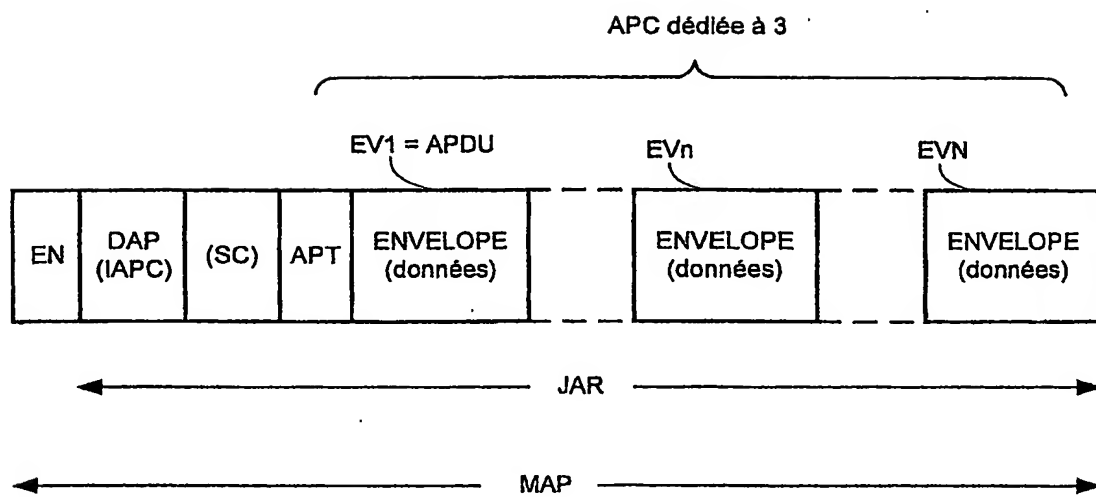 APC dédiée à 3
EV1 = APDU
EVn
EVN
EN
DAP
(IAPC)
(SC)
APT
ENVELOPE
(données)
ENVELOPE
(données)
ENVELOPE
(données)
JAR
MAP